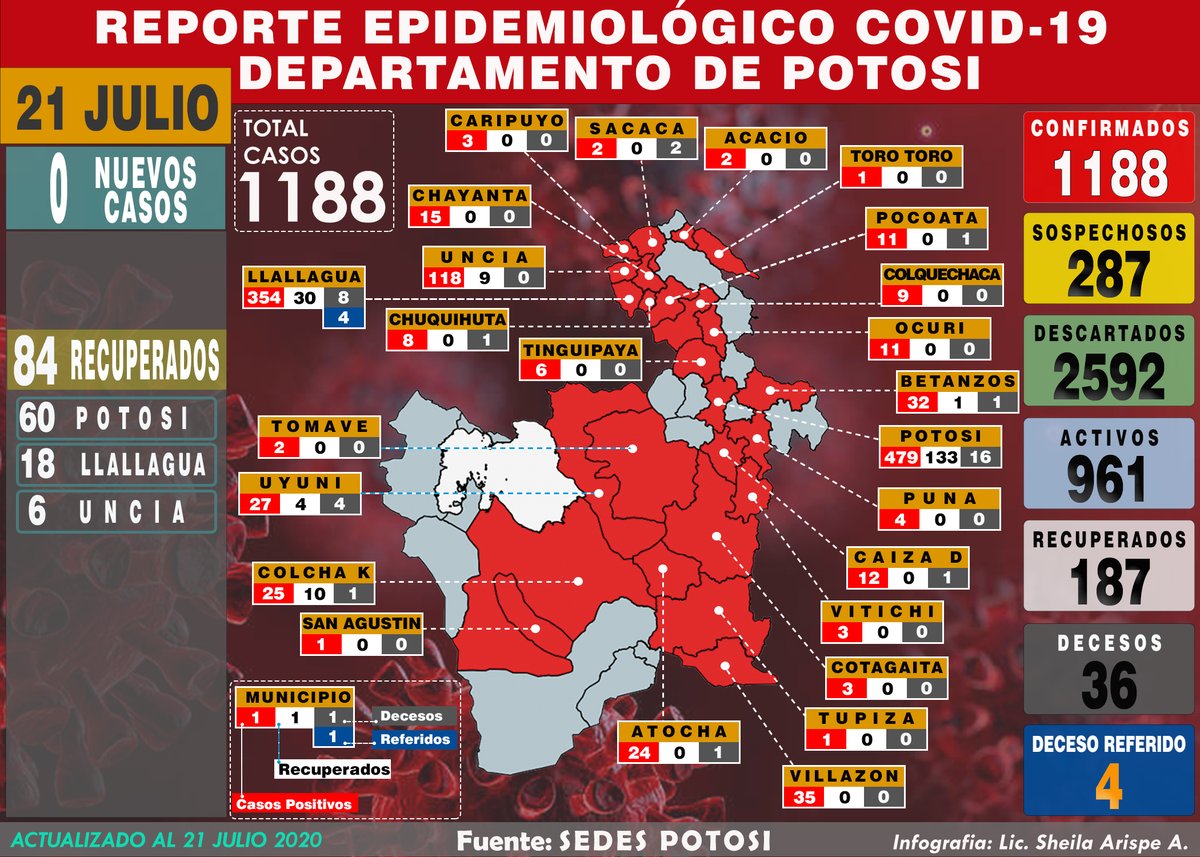 REPORTE EPIDEMIOLÓGICO COVID-19
DEPARTAMENTO DE POTOSI
21 JULIO
0 NUEVOS CASOS
84 RECUPERADOS
60 POTOSI
18 LLALLAGUA
6 UNCIA
TOTAL CASOS
1188
CARIPUYO
3 0 0
SACACA
2 0 2
ACACIO
2 0 0
TORO TORO
1 0 0
CHAYANTA
15 0 0
POCOATA
11 0 1
UNCIA
118 9 0
LLALLAGUA
354 30 8
4
COLQUECHACA
9 0 0
CHUQUIHUTA
8 0 1
OCURI
11 0 0
TINGUIPAYA
6 0 0
BETANZOS
32 1 1
TOMAVE
2 0 0
POTOSI
479 133 16
UYUNI
27 4 4
PUNA
4 0 0
CAIZA D
12 0 1
COLCHA K
25 10 1
VITICHI
3 0 0
SAN AGUSTIN
1 0 0
COTAGAITA
3 0 0
TUPIZA
1 0 0
ATOCHA
24 0 1
VILLAZON
35 0 0
MUNICIPIO
1 1 1 Decesos
1 Referidos
Recuperados
Casos Positivos
CONFIRMADOS
1188
SOSPECHOSOS
287
DESCARTADOS
2592
ACTIVOS
961
RECUPERADOS
187
DECESOS
36
DECESO REFERIDO
4
ACTUALIZADO AL 21 JULIO 2020
Fuente: SEDES POTOSI
Infografia: Lic. Sheila Arispe A.